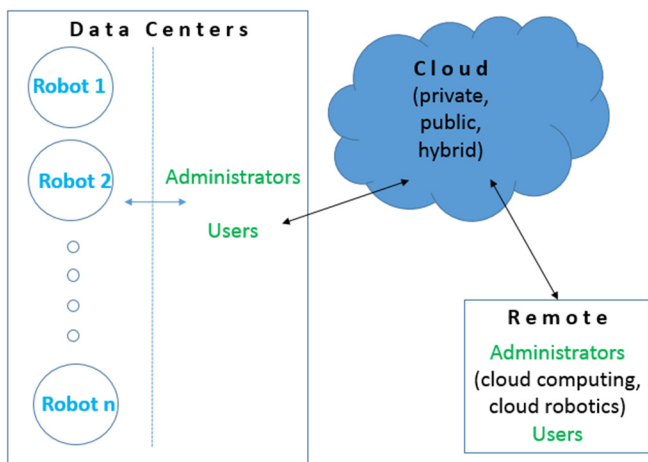 Data Centers
Robot 1
Robot 2
Administrators
Users
Robot n
Cloud
(private,
public,
hybrid)
Remote
Administrators
(cloud computing,
cloud robotics)
Users